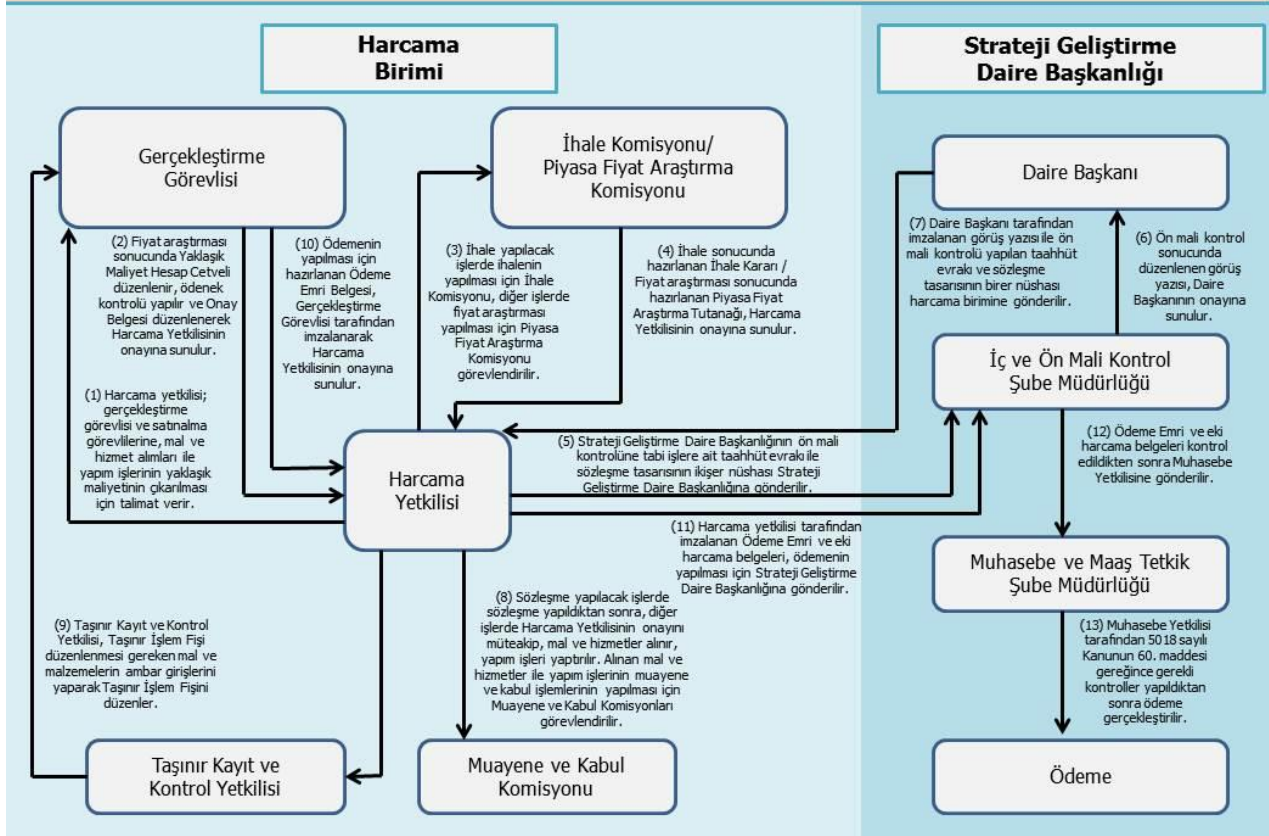 Harcama
Birimi
Strateji Geliştirme
Daire Başkanlığı
Gerçekleştirme
Görevlisi
İhale Komisyonu/
Piyasa Fiyat Araştırma
Komisyonu
Daire Başkanı
(2) Fiyat araştırması
sonucunda Yaklaşık
Maliyet Hesap Cetveli
düzenlenir, ödenek
kontrolü yapılır ve Onay
Belgesi düzenlenerek
Harcama Yetkilisinin
onayına sunulur.
(10) Ödemenin
yapılması için
hazırlanan Ödeme
Emri Belgesi,
Gerçekleştirme
Görevlisi tarafından
imzalanarak
Harcama
Yetkilisinin onayına
sunulur.
(3) İhale yapılacak
işlerde ihalenin
yapılması için İhale
Komisyonu, diğer işlerde
fiyat araştırması
yapılması için Piyasa
Fiyat Araştırma
Komisyonu
görevlendirilir.
(4) İhale sonucunda
hazırlanan İhale Kararı /
Fiyat araştırması sonucunda
hazırlanan Piyasa Fiyat
Araştırma Tutanağı, Harcama
Yetkilisinin onayına sunulur.
(7) Daire Başkanı tarafından
imzalanan görüş yazısı ile ön
mali kontrolü yapılan taahhüt
evrakı ve sözleşme
tasarısının birer nüshası
harcama birimine gönderilir.
(6) Ön mali kontrol
sonucunda
düzenlenen görüş
yazısı, Daire
Başkanının onayına
sunulur.
(1) Harcama yetkilisi;
gerçekleştirme
görevlisi ve satınalma
görevlilerine, mal ve
hizmet alımları ile
yapım işlerinin yaklaşık
maliyetinin çıkarılması
için talimat verir.
İç ve Ön Mali Kontrol
Şube Müdürlüğü
Harcama
Yetkilisi
(5) Strateji Geliştirme Daire Başkanlığının ön mali
kontrolüne tabi işlere ait taahhüt evrakı ile
sözleşme tasarısının ikişer nüshası Strateji
Geliştirme Daire Başkanlığına gönderilir.
(12) Ödeme Emri ve eki
harcama belgeleri kontrol
edildikten sonra Muhasebe
Yetkilisine gönderilir.
(11) Harcama yetkilisi tarafından
imzalanan Ödeme Emri ve eki
harcama belgeleri, ödemenin
yapılması için Strateji Geliştirme
Daire Başkanlığına gönderilir.
Muhasebe ve Maaş Tetkik
Şube Müdürlüğü
(9) Taşınır Kayıt ve Kontrol
Yetkilisi, Taşınır İşlem Fişi
düzenlenmesi gereken mal ve
malzemelerin ambar girişlerini
yaparak Taşınır İşlem Fişini
düzenler.
(8) Sözleşme yapılacak işlerde
sözleşme yapıldıktan sonra, diğer
işlerde Harcama Yetkilisinin onayını
müteakip, mal ve hizmetler alınır,
yapım işleri yaptırılır. Alınan mal ve
hizmetler ile yapım işlerinin muayene
ve kabul işlemlerinin yapılması için
Muayene ve Kabul Komisyonları
görevlendirilir.
(13) Muhasebe Yetkilisi
tarafından 5018 sayılı
Kanunun 60. maddesi
gereğince gerekli
kontroller yapıldıktan
sonra ödeme
gerçekleştirilir.
Taşınır Kayıt ve
Kontrol Yetkilisi
Muayene ve Kabul
Komisyonu
Ödeme